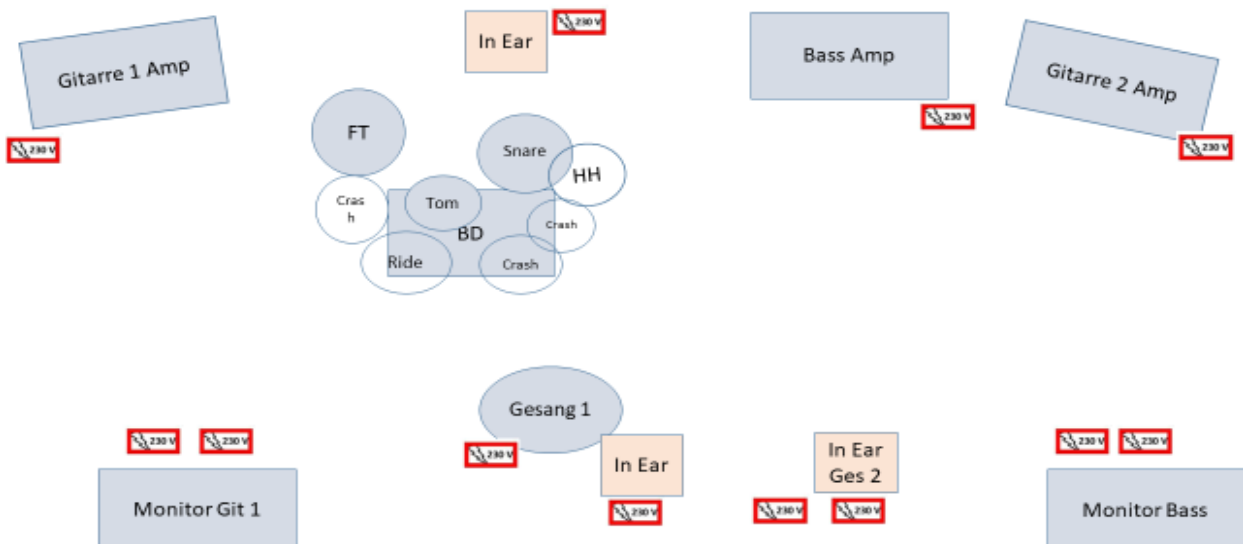 In Ear
230 V
Bass Amp
Gitarre 1 Amp
Gitarre 2 Amp
230 V
230 V
230 V
FT
Snare
HH
Cras
h
Tom
Crash
BD
Ride
Crash
Gesang 1
230 V
230 V
230 V
230 V
230 V
In Ear
In Ear
Ges 2
230 V
230 V
230 V
Monitor Git 1
Monitor Bass